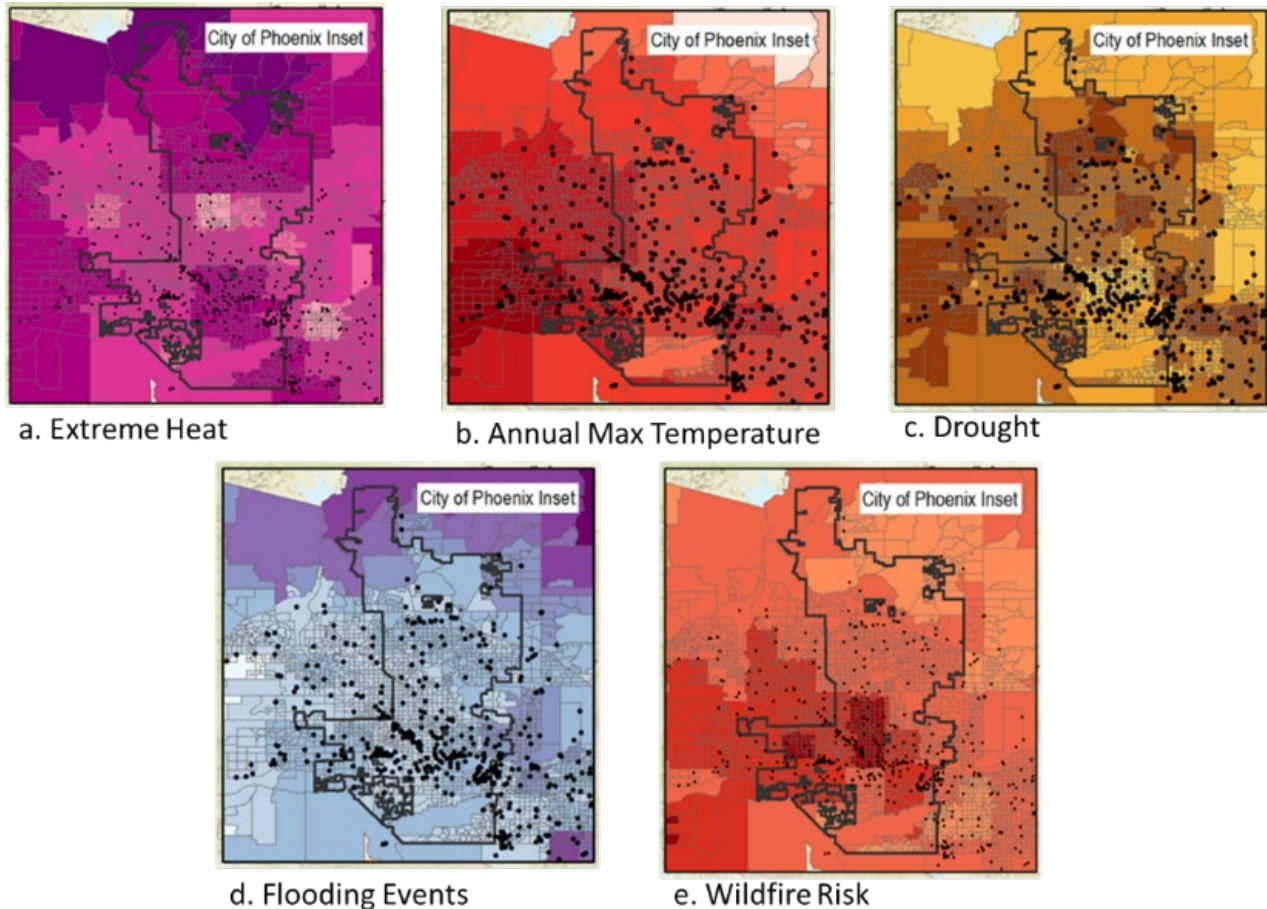 City of Phoenix Inset
City of Phoenix Inset
City of Phoenix Inset
a. Extreme Heat
b. Annual Max Temperature
c. Drought
City of Phoenix Inset
City of Phoenix Inset
d. Flooding Events
e. Wildfire Risk